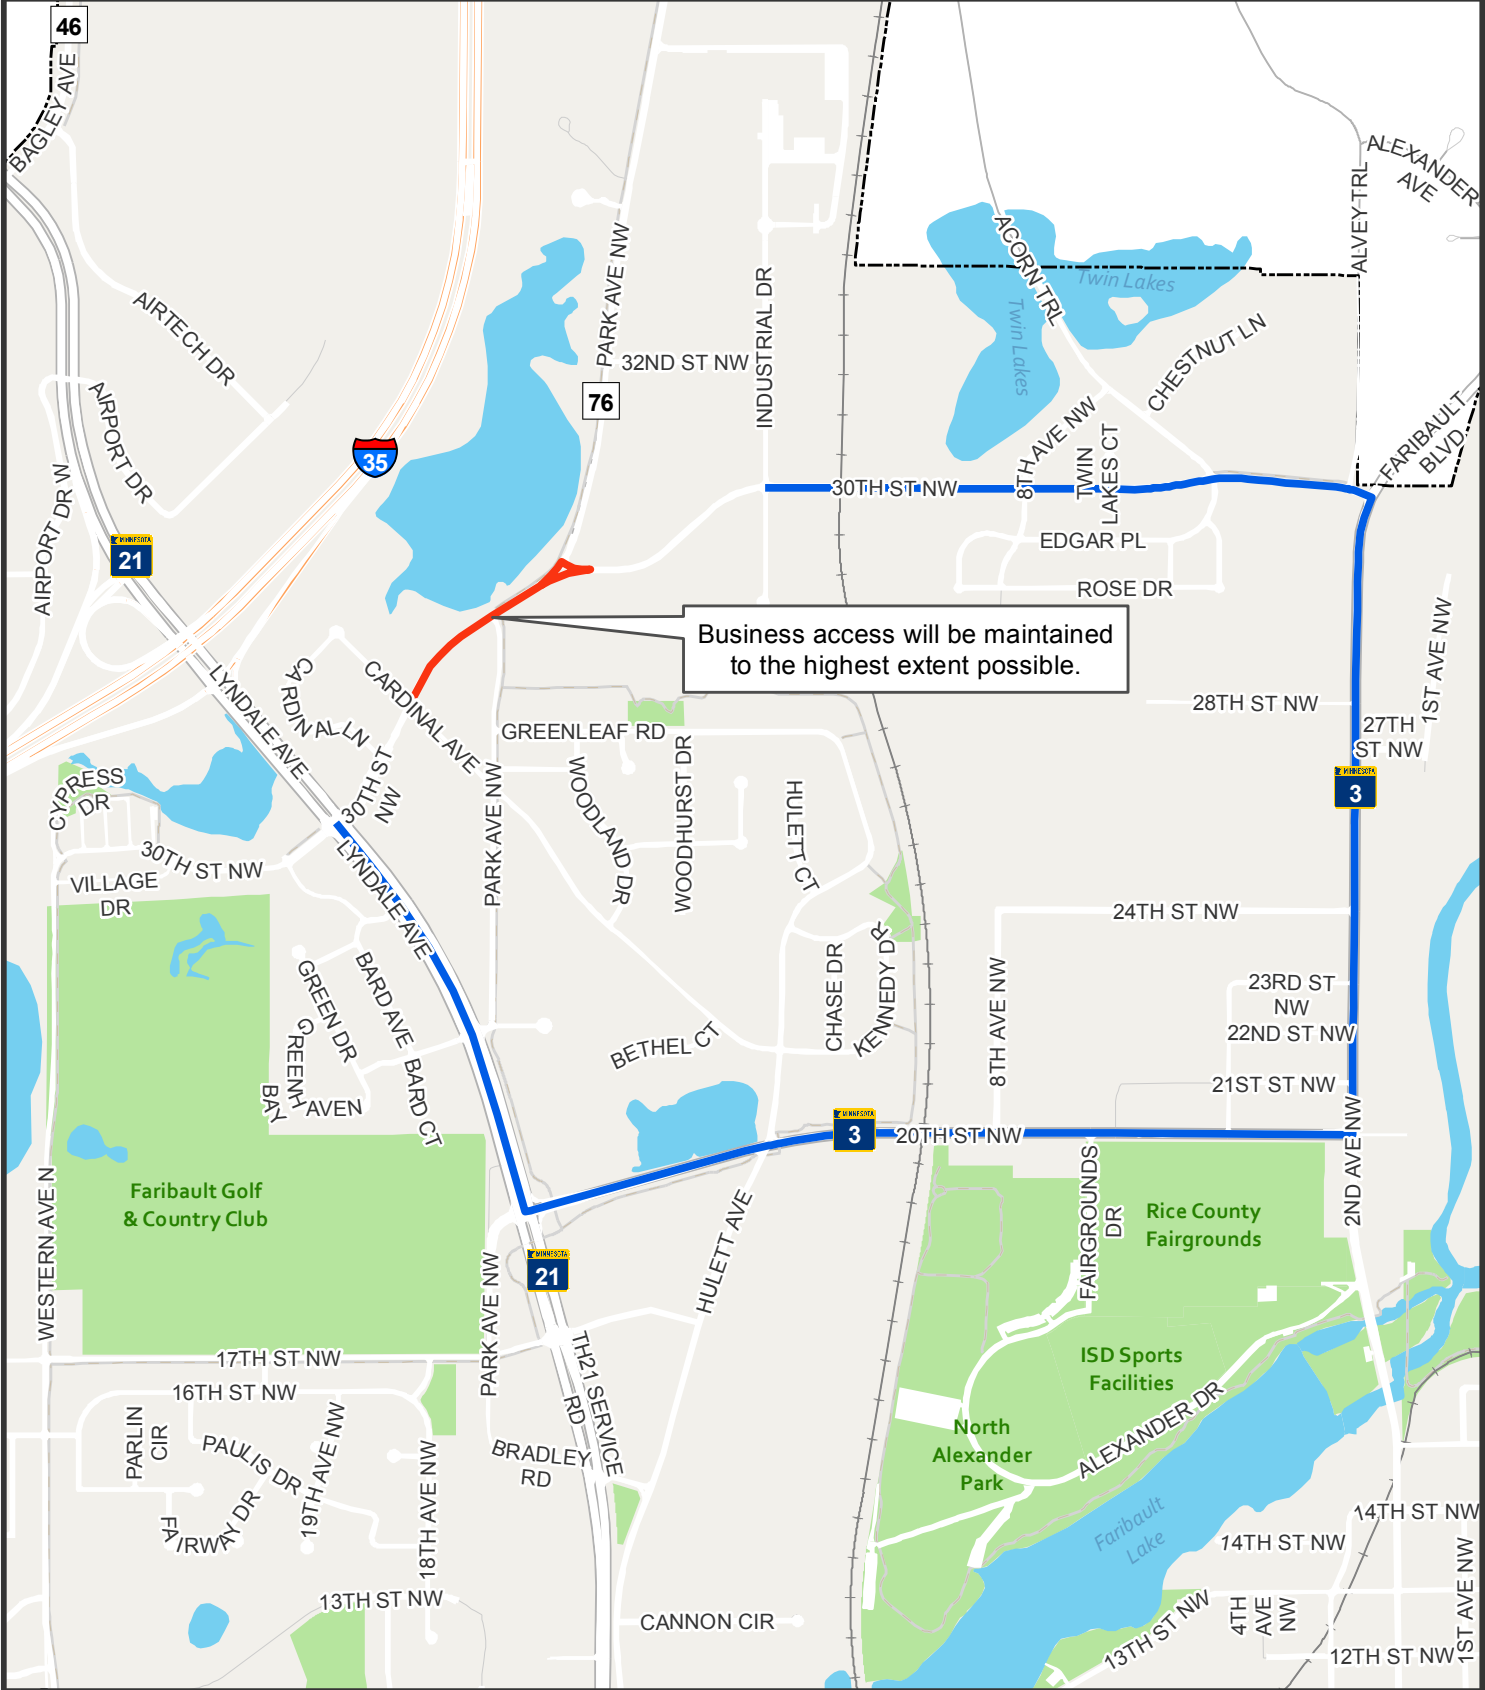 46
BAGLEY AVE
ALEXANDER
AVE
ALVEY TRL
ACORN TRL
Twin Lakes
Twin Lakes
PARK AVE NW
INDUSTRIAL DR
AIRTECH DR
32ND ST NW
CHESTNUT LN
76
AIRPORT DR
8TH AVE NW
TWIN
LAKES CT
FARIBAULT
BLVD
35
30TH ST NW
AIRPORT DR W
MINNESOTA
21
EDGAR PL
ROSE DR
Business access will be maintained
to the highest extent possible.
1ST AVE NW
LYNDALE AVE
CARDINAL LN
CARDINAL AVE
28TH ST NW
27TH
ST NW
GREENLEAF RD
WOODHURST DR
WOODLAND DR
HULETT CT
MINNESOTA
3
CYPRESS
DR
30TH ST
NW
PARK AVE NW
30TH ST NW
LYNDALE AVE
VILLAGE
DR
24TH ST NW
BARD AVE
GREEN DR
CHASE DR
KENNEDY DR
8TH AVE NW
23RD ST
NW
22ND ST NW
BETHEL CT
GREENHAVEN
BAY
BARD CT
21ST ST NW
MINNESOTA
3
20TH ST NW
2ND AVE NW
WESTERN AVE N
Faribault Golf
& Country Club
FAIRGROUNDS
DR
Rice County
Fairgrounds
HULETT AVE
MINNESOTA
21
PARK AVE NW
17TH ST NW
16TH ST NW
TH21 SERVICE
RD
ISD Sports
Facilities
ALEXANDER DR
North
Alexander
Park
PARLIN
CIR
PAULIS DR
19TH AVE NW
18TH AVE NW
BRADLEY
RD
FAIRWAY DR
Faribault
Lake
14TH ST NW
14TH ST NW
13TH ST NW
CANNON CIR
13TH ST NW
4TH
AVE
NW
1ST AVE NW
12TH ST NW